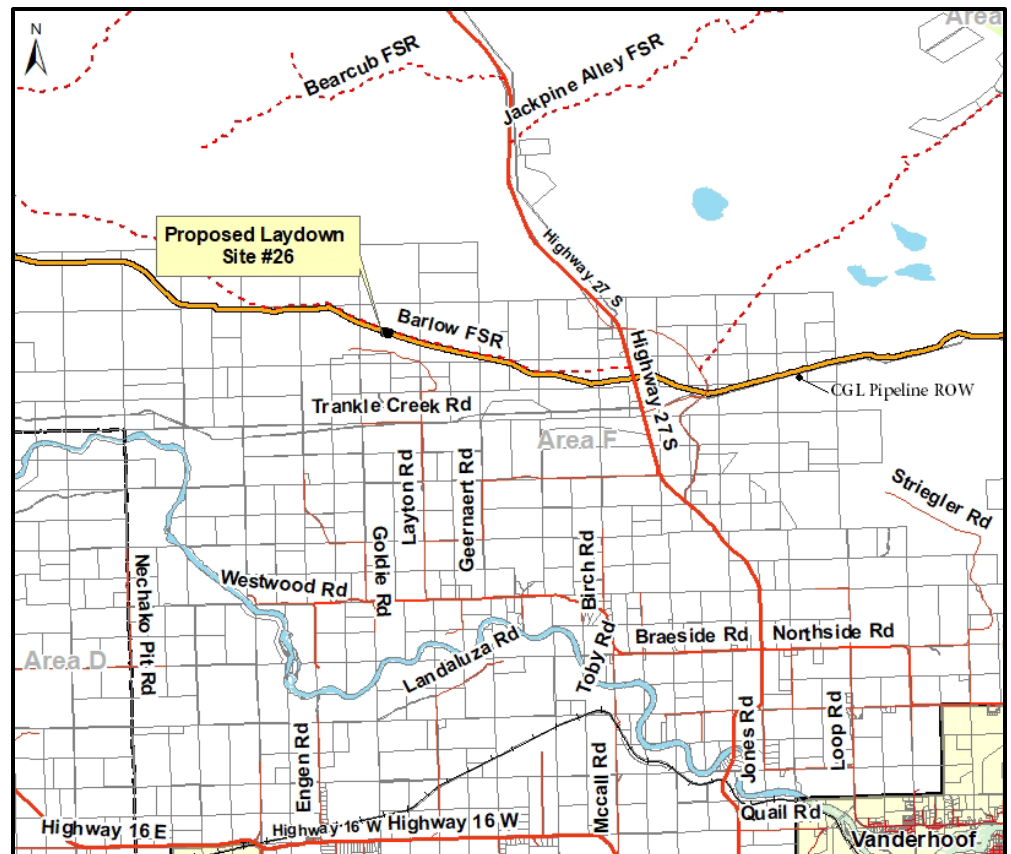 Area
N
Bearcub FSR
Jackpine Alley FSR
Proposed Laydown
Site #26
Highway 27 S
Barlow FSR
Highway 27 S
CGL Pipeline ROW
Trankle Creek Rd
Area F
Layton Rd
Geernaert Rd
Striegler Rd
Goldie Rd
Birch Rd
Nechako Pit Rd
Westwood Rd
Braeside Rd
Northside Rd
Toby Rd
Landaluza Rd
Area D
Engen Rd
Mccall Rd
Jones Rd
Loop Rd
Quail Rd
Highway 16 E
Highway 16 W
Highway 16 W
Vanderhoof